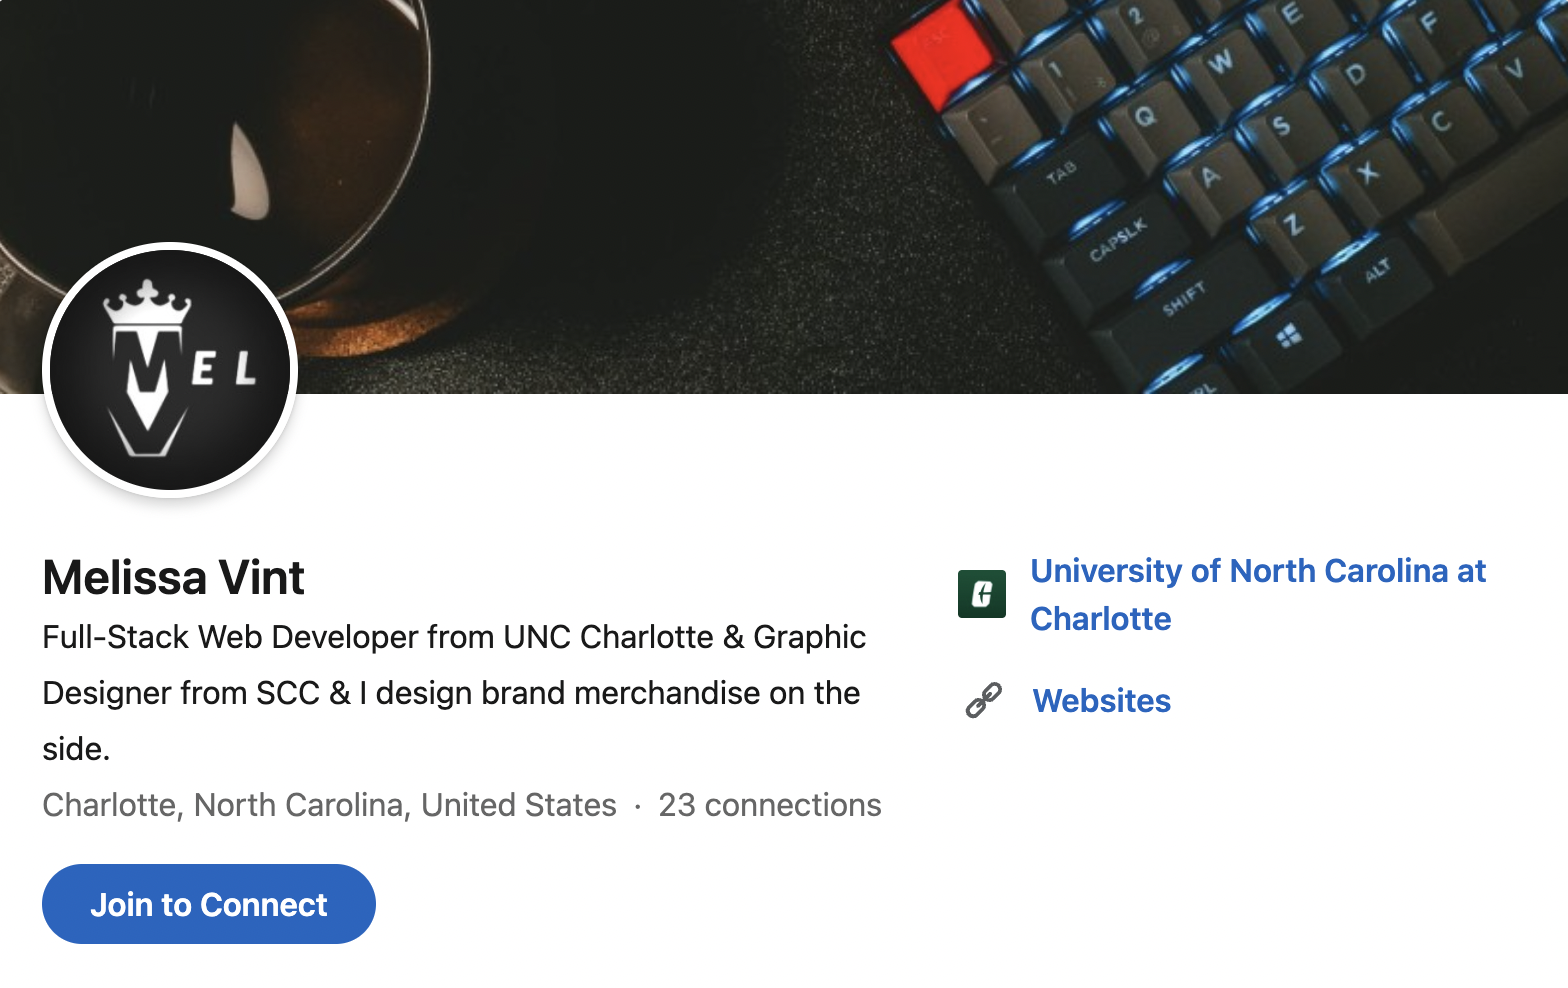 ESC
1
2
@
Q
W
E
TAB
A
S
D
F
CAPSLK
Z
X
C
V
SHIFT
ALT
M EL
V
Melissa Vint
Full-Stack Web Developer from UNC Charlotte & Graphic
Designer from SCC & I design brand merchandise on the
side.
Charlotte, North Carolina, United States · 23 connections
Join to Connect
C
University of North Carolina at
Charlotte
Websites